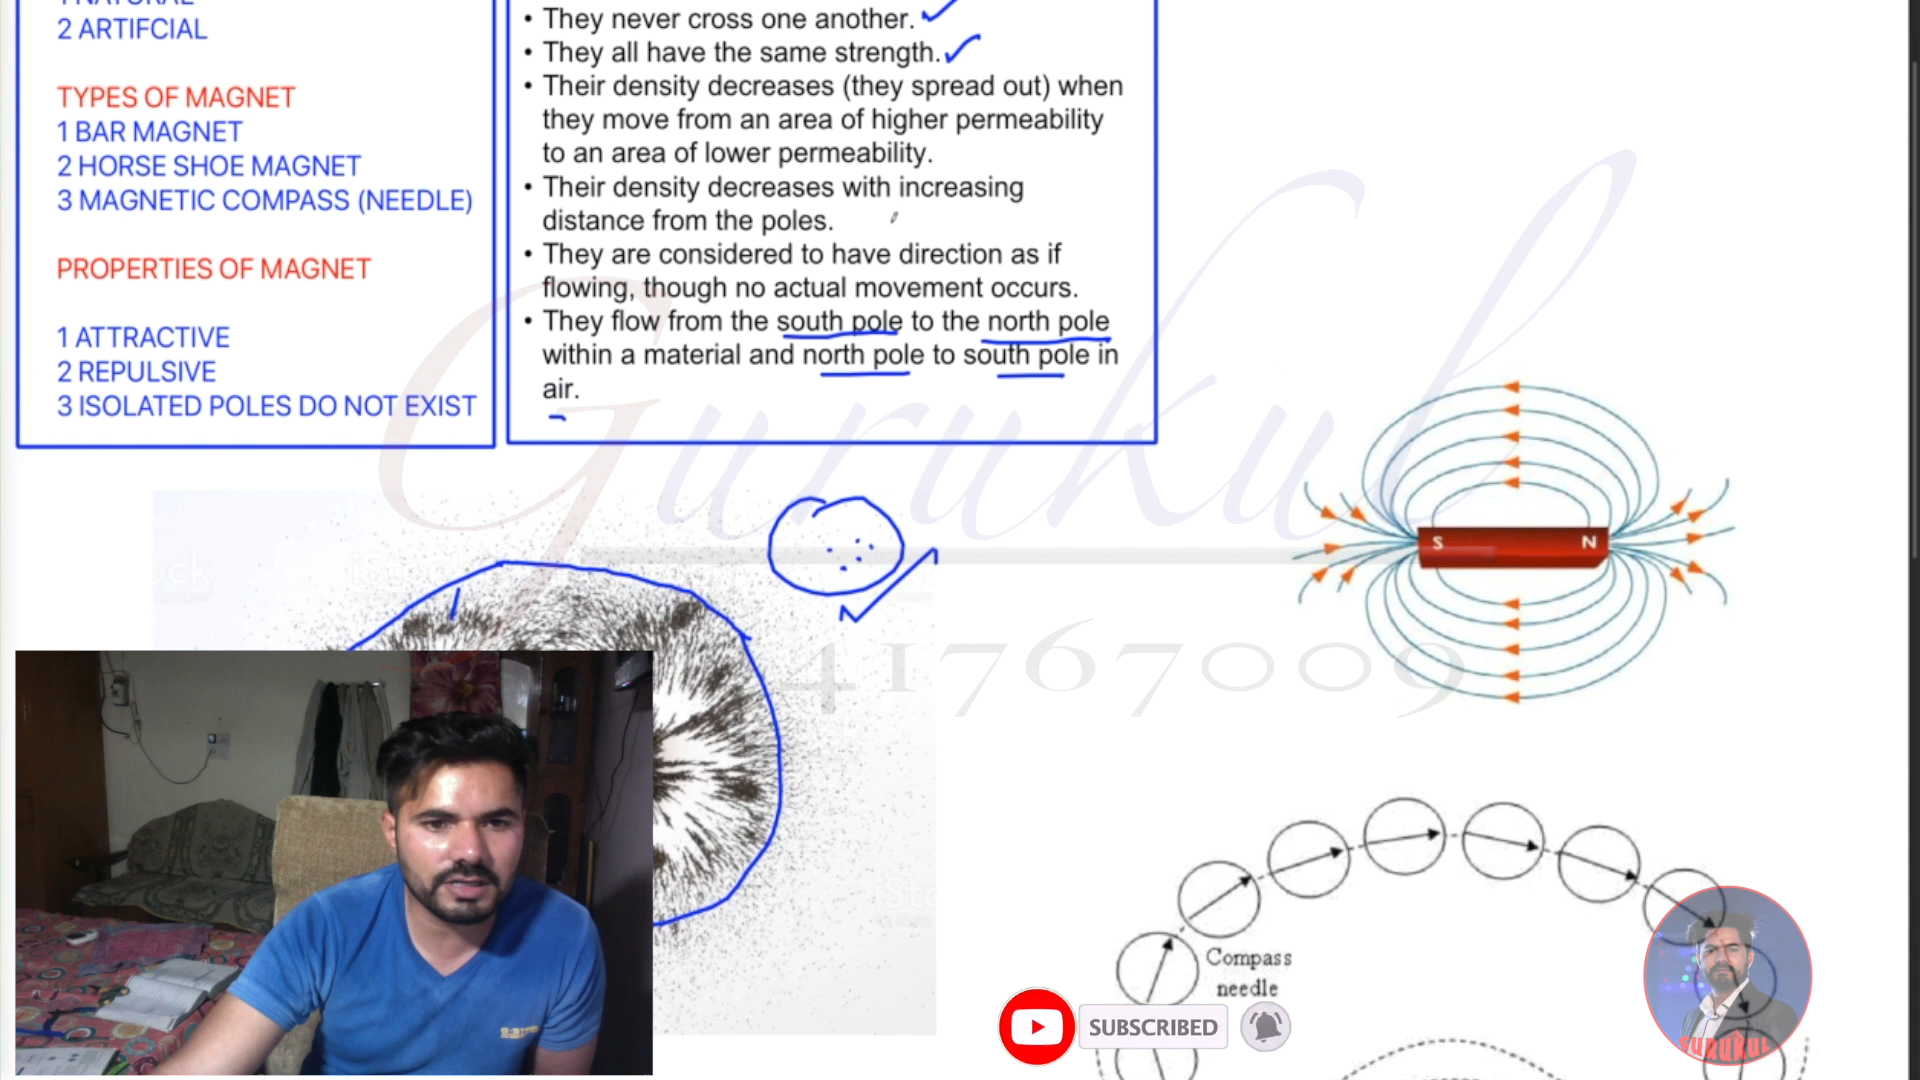 1 NATURAL
2 ARTIFCIAL
TYPES OF MAGNET
1 BAR MAGNET
2 HORSE SHOE MAGNET
3 MAGNETIC COMPASS (NEEDLE)
PROPERTIES OF MAGNET
1 ATTRACTIVE
2 REPULSIVE
3 ISOLATED POLES DO NOT EXIST
• They never cross one another.
• They all have the same strength.
• Their density decreases (they spread out) when
they move from an area of higher permeability
to an area of lower permeability.
• Their density decreases with increasing
distance from the poles.
• They are considered to have direction as if
flowing, though no actual movement occurs.
• They flow from the south pole to the north pole
within a material and north pole to south pole in
air.
Gurukul
41767009
S N
Compass
needle
SUBSCRIBED
GURUKUL